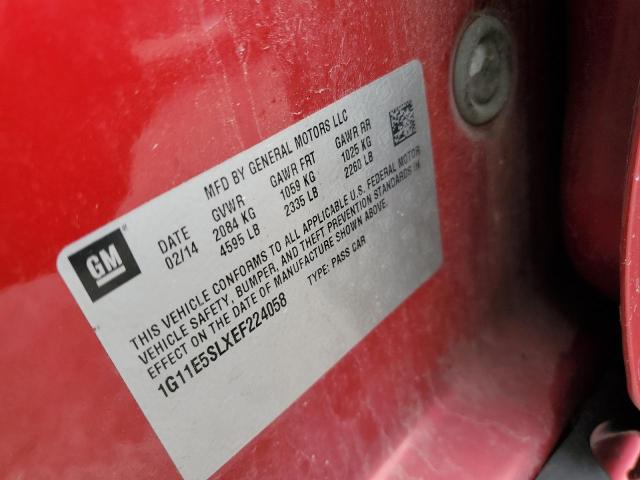 GM
MFD BY GENERAL MOTORS LLC
DATE GVWR GAWR FRT GAWR RR
02/14 2084 KG 1059 KG 1025 KG
4595 LB 2335 LB 2260 LB
THIS VEHICLE CONFORMS TO ALL APPLICABLE U.S. FEDERAL MOTOR
VEHICLE SAFETY, BUMPER, AND THEFT PREVENTION STANDARDS IN
EFFECT ON THE DATE OF MANUFACTURE SHOWN ABOVE.
1G11E5SLXEF224058 TYPE: PASS CAR